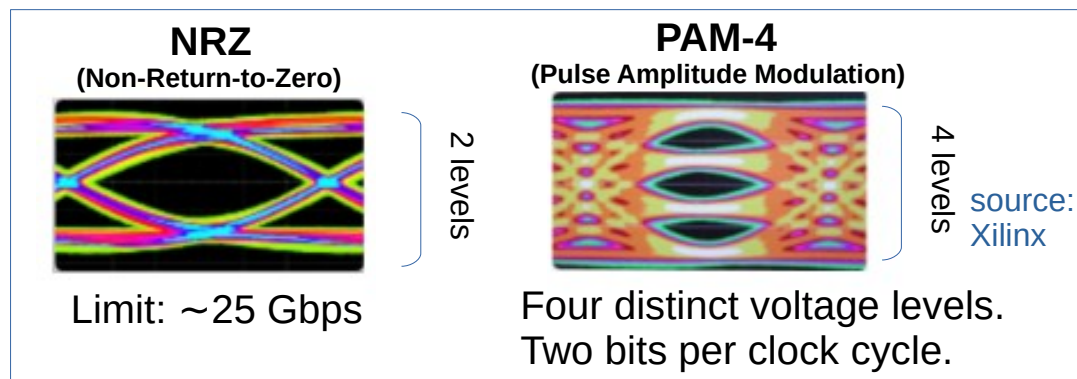 NRZ
(Non-Return-to-Zero)
2 levels
Limit: ~25 Gbps
PAM-4
(Pulse Amplitude Modulation)
4 levels
source:
Xilinx
Four distinct voltage levels.
Two bits per clock cycle.